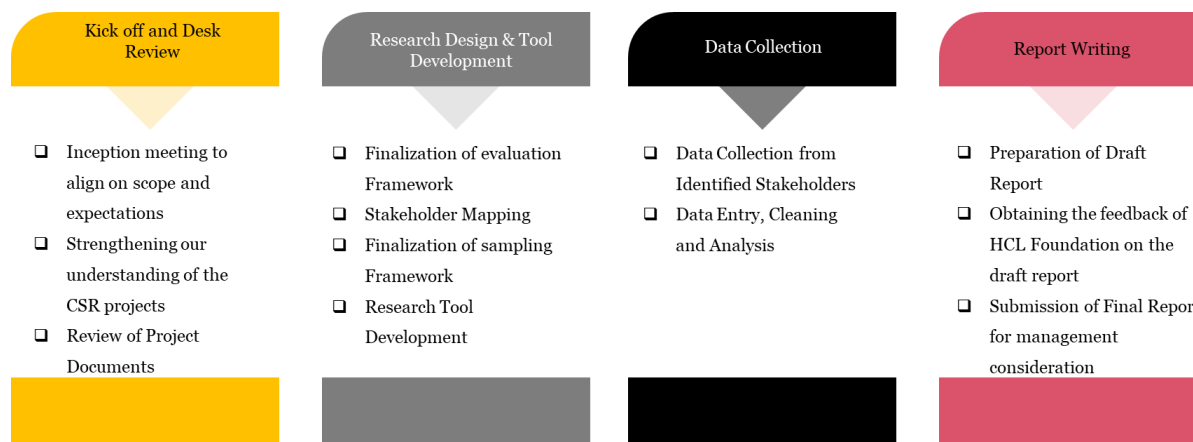 Kick off and Desk
Review
Inception meeting to
align on scope and
expectations
Strengthening our
understanding of the
CSR projects
Review of Project
Documents
Research Design & Tool
Development
Finalization of evaluation
Framework
Stakeholder Mapping
Finalization of sampling
Framework
Research Tool
Development
Data Collection
Data Collection from
Identified Stakeholders
Data Entry, Cleaning
and Analysis
Report Writing
Preparation of Draft
Report
Obtaining the feedback of
HCL Foundation on the
draft report
Submission of Final Repor
for management
consideration